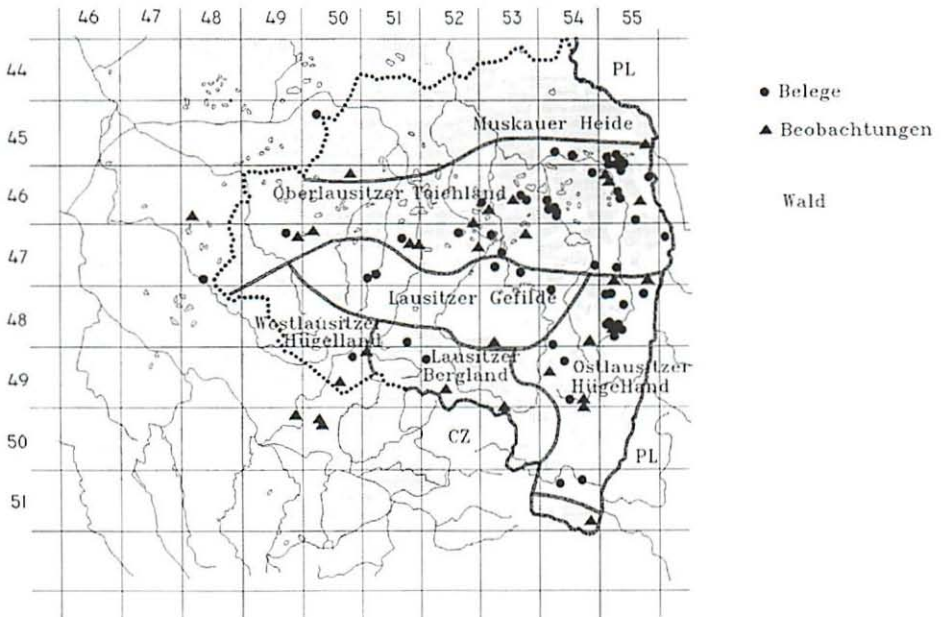 46 47 48 49 50 51 52 53 54 55
44
45
46
47
48
49
50
51
PL
Muskauer Heide
Oberlausitzer Teichland
Lausitzer Gefilde
Westlausitzer
Hügelland
Lausitzer
Bergland
Ostlausitzer
Hügelland
CZ
PL
Belege
Beobachtungen
Wald